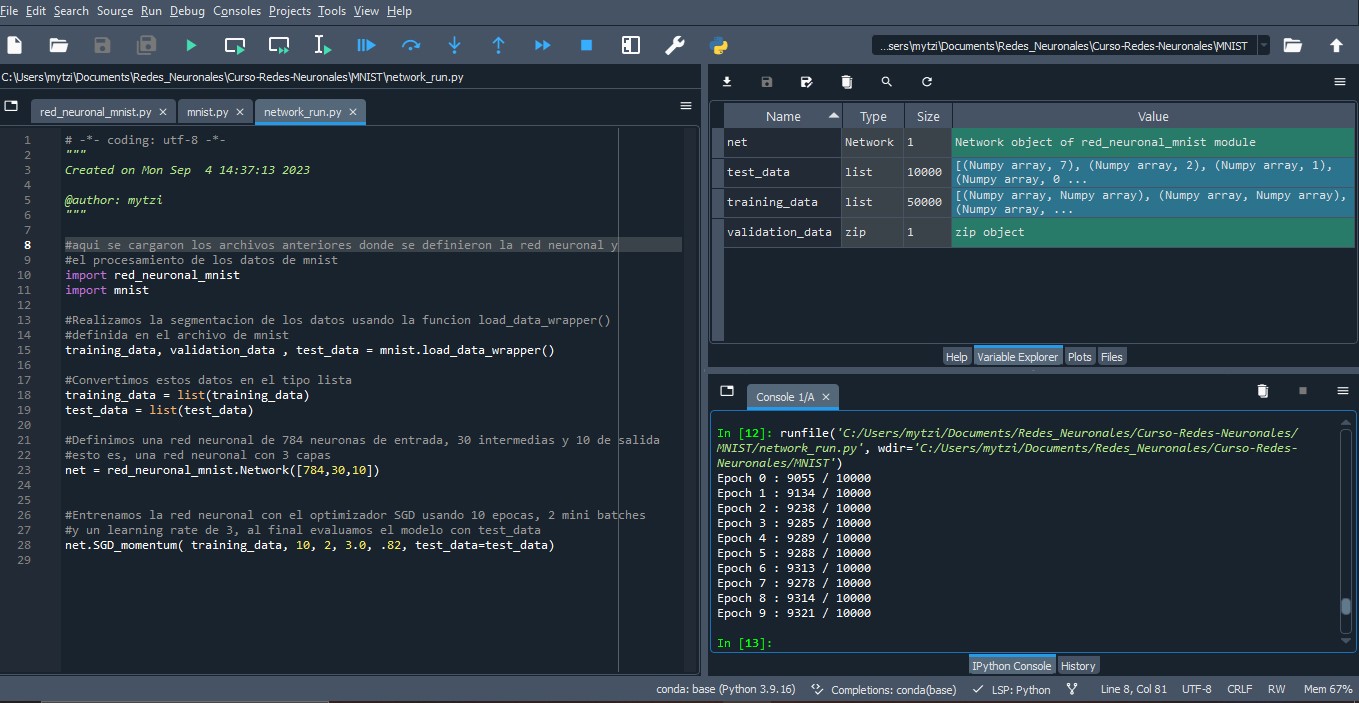 File Edit Search Source Run Debug Consoles Projects Tools View Help
...sers\mytzi\Documents\Redes_Neuronales\Curso-Redes-Neuronales\MNIST
C:\Users\mytzi\Documents\Redes_Neuronales\Curso-Redes-Neuronales\MNIST\network_run.py
red_neuronal_mnist.py mnist.py network_run.py
1 # -*- coding: utf-8 -*-
2 """
3 Created on Mon Sep  4 14:37:13 2023
4
5 @author: mytzi
6 """
7
8 #aqui se cargaron los archivos anteriores donde se definieron la red neuronal y
9 #el procesamiento de los datos de mnist
10 import red_neuronal_mnist
11 import mnist
12
13 #Realizamos la segmentacion de los datos usando la funcion load_data_wrapper()
14 #definida en el archivo de mnist
15 training_data, validation_data , test_data = mnist.load_data_wrapper()
16
17 #Convertimos estos datos en el tipo lista
18 training_data = list(training_data)
19 test_data = list(test_data)
20
21 #Definimos una red neuronal de 784 neuronas de entrada, 30 intermedias y 10 de salida
22 #esto es, una red neuronal con 3 capas
23 net = red_neuronal_mnist.Network([784,30,10])
24
25
26 #Entrenamos la red neuronal con el optimizador SGD usando 10 epocas, 2 mini batches
27 #y un learning rate de 3, al final evaluamos el modelo con test_data
28 net.SGD_momentum( training_data, 10, 2, 3.0, .82, test_data=test_data)
29
Name Type Size Value
net Network 1 Network object of red_neuronal_mnist module
test_data list 10000 [(Numpy array, 7), (Numpy array, 2), (Numpy array, 1),
(Numpy array, 0 ...
training_data list 50000 [(Numpy array, Numpy array), (Numpy array, Numpy array),
(Numpy array, ...
validation_data zip 1 zip object
Help Variable Explorer Plots Files
Console 1/A
In [12]: runfile('C:/Users/mytzi/Documents/Redes_Neuronales/Curso-Redes-Neuronales/
MNIST/network_run.py', wdir='C:/Users/mytzi/Documents/Redes_Neuronales/Curso-Redes-
Neuronales/MNIST')
Epoch 0 : 9055 / 10000
Epoch 1 : 9134 / 10000
Epoch 2 : 9238 / 10000
Epoch 3 : 9285 / 10000
Epoch 4 : 9289 / 10000
Epoch 5 : 9288 / 10000
Epoch 6 : 9313 / 10000
Epoch 7 : 9278 / 10000
Epoch 8 : 9314 / 10000
Epoch 9 : 9321 / 10000
In [13]:
IPython Console History
conda: base (Python 3.9.16) Completions: conda(base) LSP: Python Line 8, Col 81 UTF-8 CRLF RW Mem 67%